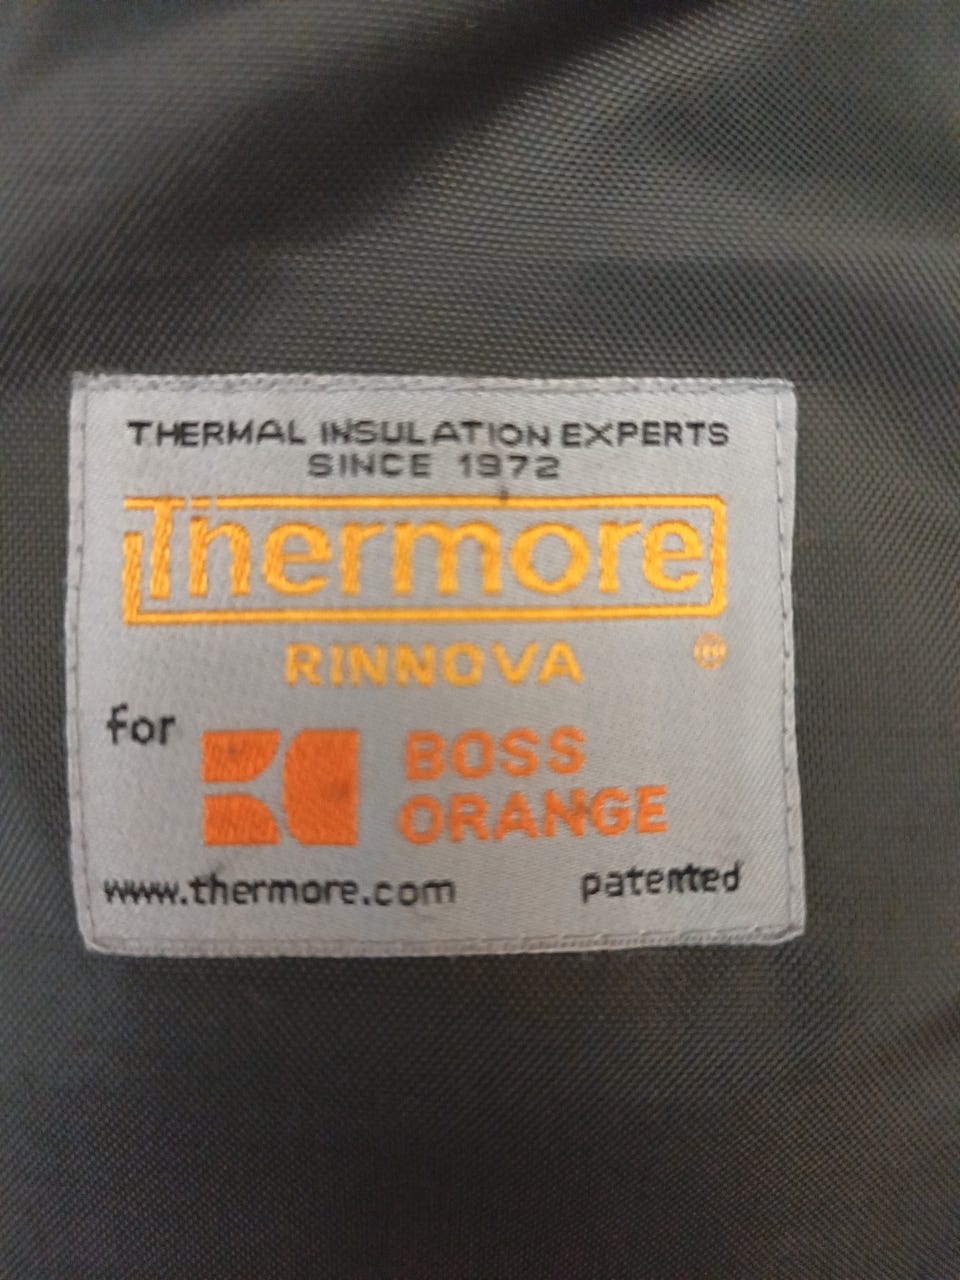 THERMAL INSULATION EXPERTS
SINCE 1972
Thermore
RINNOVA ®
for
BOSS
ORANGE
www.thermore.com patented